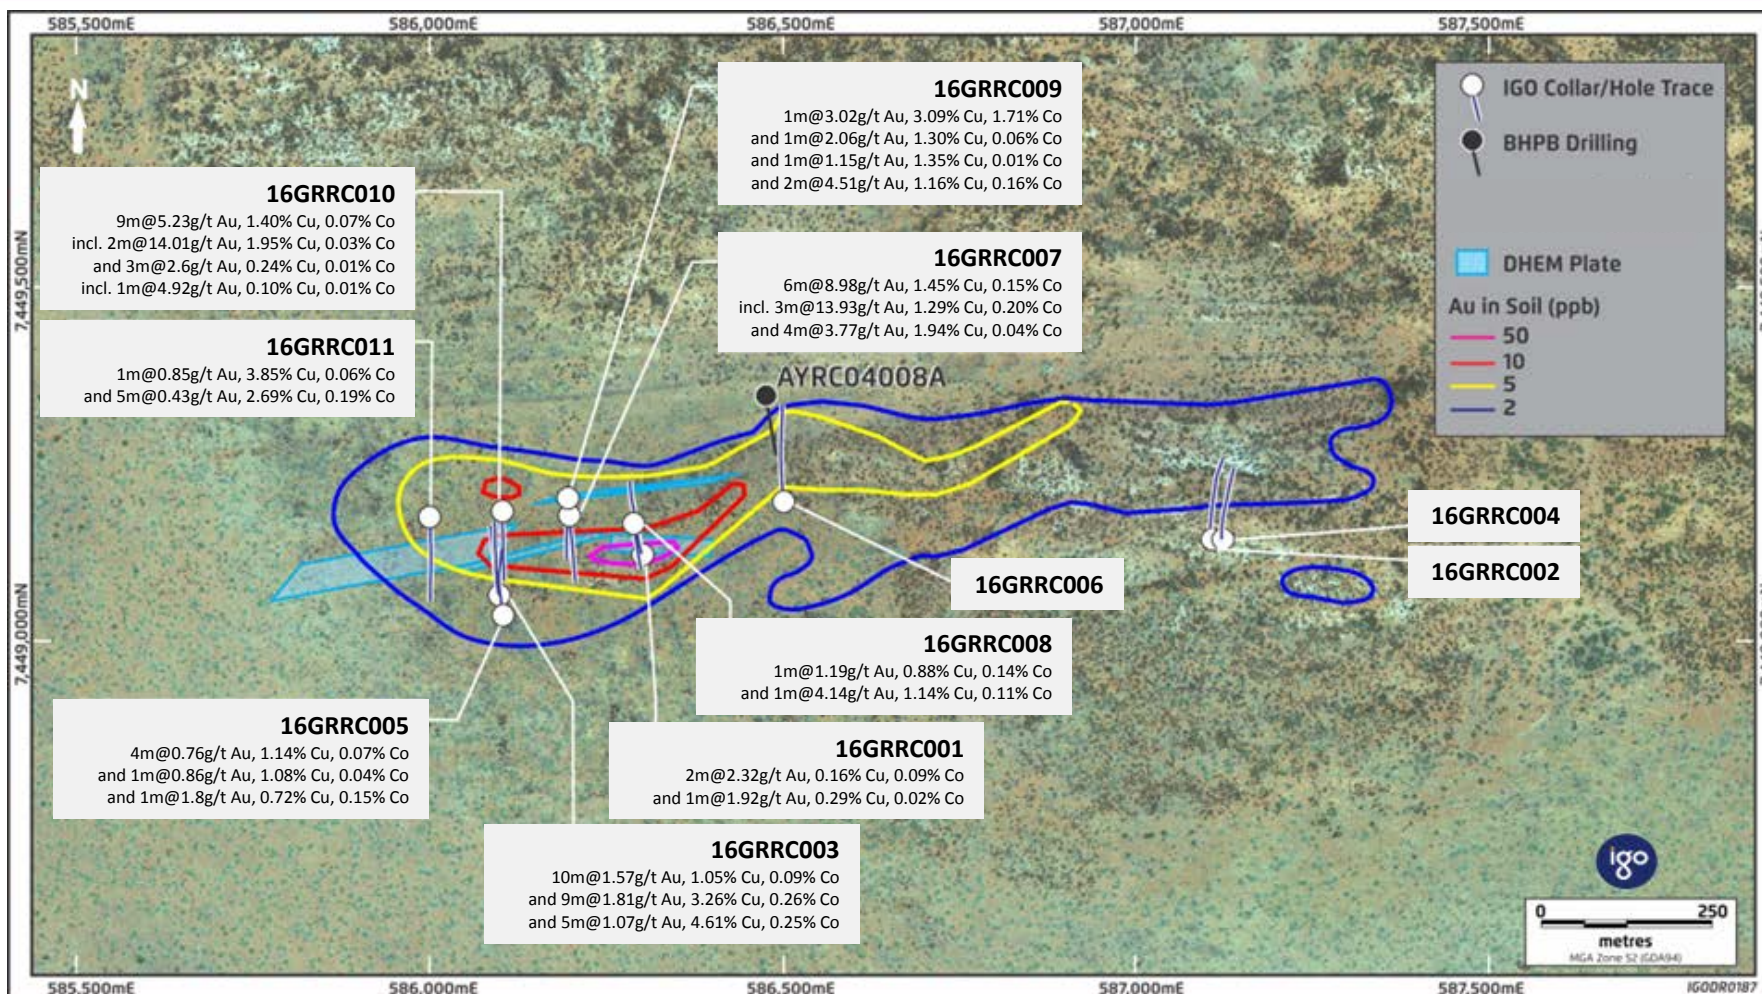 585,500mE 586,000mE 586,500mE 587,000mE 587,500mE
N
16GRRC009
1m@3.02g/t Au, 3.09% Cu, 1.71% Co
and 1m@2.06g/t Au, 1.30% Cu, 0.06% Co
and 1m@1.15g/t Au, 1.35% Cu, 0.01% Co
and 2m@4.51g/t Au, 1.16% Cu, 0.16% Co
IGO Collar/Hole Trace
BHPB Drilling
DHEM Plate
Au in Soil (ppb)
50
10
5
2
16GRRC010
9m@5.23g/t Au, 1.40% Cu, 0.07% Co
incl. 2m@14.01g/t Au, 1.95% Cu, 0.03% Co
and 3m@2.6g/t Au, 0.24% Cu, 0.01% Co
incl. 1m@4.92g/t Au, 0.10% Cu, 0.01% Co
16GRRC007
6m@8.98g/t Au, 1.45% Cu, 0.15% Co
incl. 3m@13.93g/t Au, 1.29% Cu, 0.20% Co
and 4m@3.77g/t Au, 1.94% Cu, 0.04% Co
7,449,500mN
16GRRC011
1m@0.85g/t Au, 3.85% Cu, 0.06% Co
and 5m@0.43g/t Au, 2.69% Cu, 0.19% Co
AYRC04008A
16GRRC004
16GRRC002
16GRRC006
7,449,000mN
16GRRC008
1m@1.19g/t Au, 0.88% Cu, 0.14% Co
and 1m@4.14g/t Au, 1.14% Cu, 0.11% Co
16GRRC005
4m@0.76g/t Au, 1.14% Cu, 0.07% Co
and 1m@0.86g/t Au, 1.08% Cu, 0.04% Co
and 1m@1.8g/t Au, 0.72% Cu, 0.15% Co
16GRRC001
2m@2.32g/t Au, 0.16% Cu, 0.09% Co
and 1m@1.92g/t Au, 0.29% Cu, 0.02% Co
16GRRC003
10m@1.57g/t Au, 1.05% Cu, 0.09% Co
and 9m@1.81g/t Au, 3.26% Cu, 0.26% Co
and 5m@1.07g/t Au, 4.61% Cu, 0.25% Co
igo
0 250
metres
MGA Zone 52 (GDA94)
585,500mE 586,000mE 586,500mE 587,000mE 587,500mE
IGODR0187